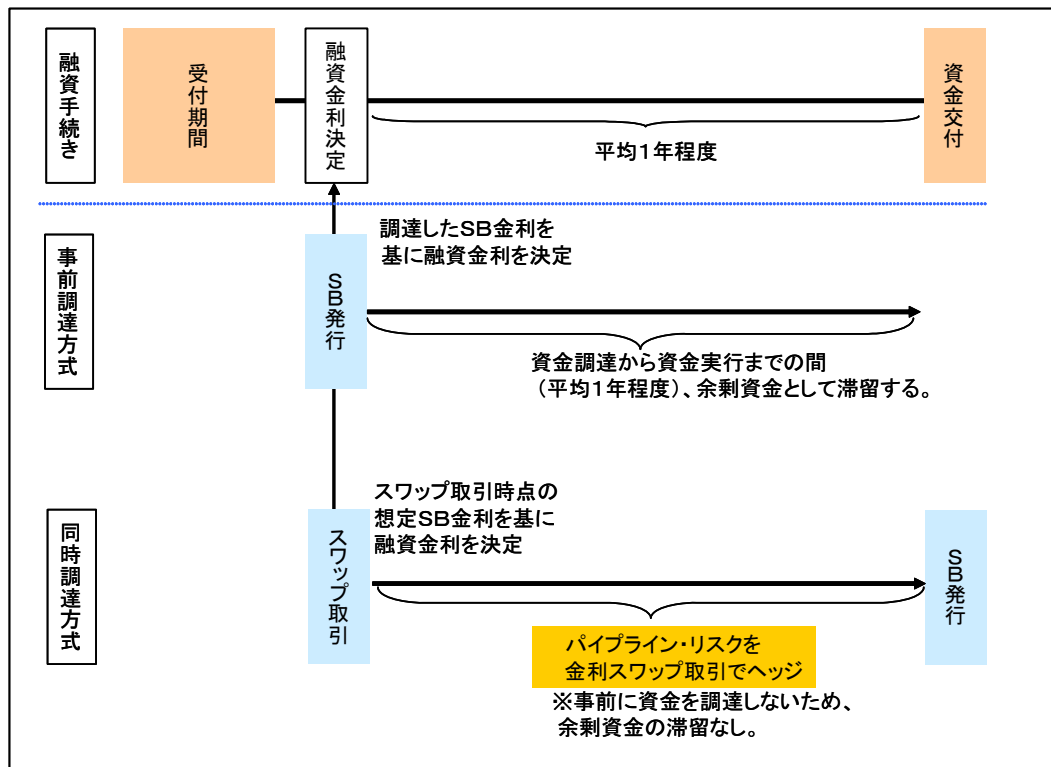 融資手続き
受付期間
融資金利決定
平均１年程度
資金交付
事前調達方式
SB発行
調達したＳＢ金利を
基に融資金利を決定
資金調達から資金実行までの間
（平均１年程度）、余剰資金として滞留する。
同時調達方式
スワップ取引
スワップ取引時点の
想定ＳＢ金利を基に
融資金利を決定
パイプライン・リスクを
金利スワップ取引でヘッジ
※事前に資金を調達しないため、
余剰資金の滞留なし。
SB発行